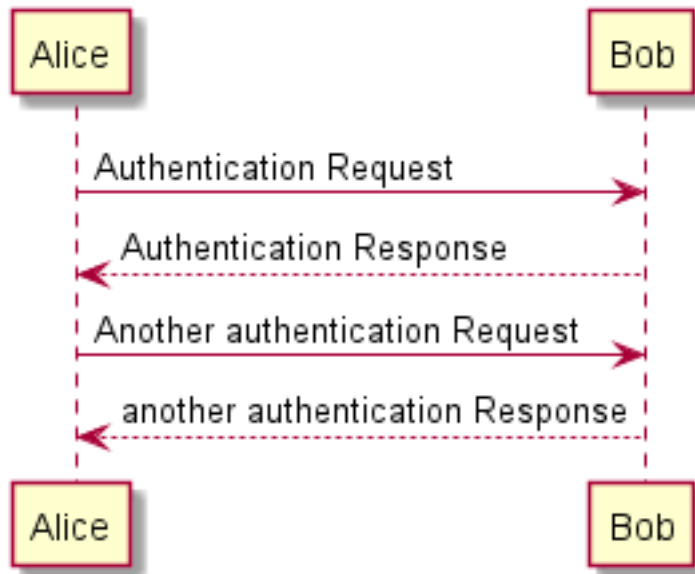 Alice Bob
Authentication Request
Authentication Response
Another authentication Request
another authentication Response
Alice Bob